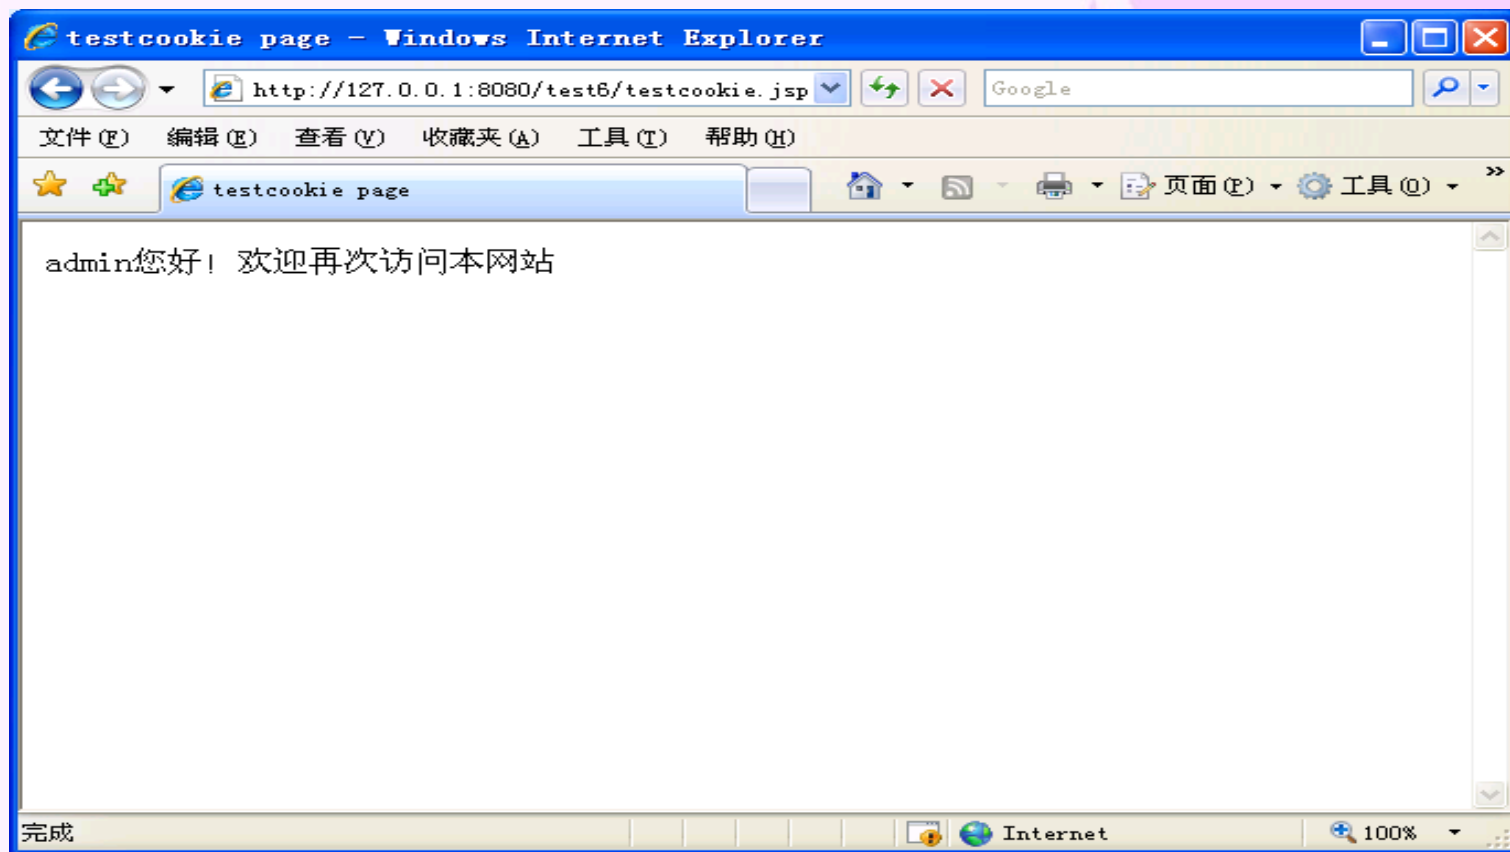 testcookie page - Windows Internet Explorer
http://127.0.0.1:8080/test6/testcookie.jsp Google
文件(F) 编辑(E) 查看(V) 收藏夹(A) 工具(T) 帮助(H)
testcookie page 页面(P) 工具(O) »
admin您好! 欢迎再次访问本网站
完成 Internet 100%